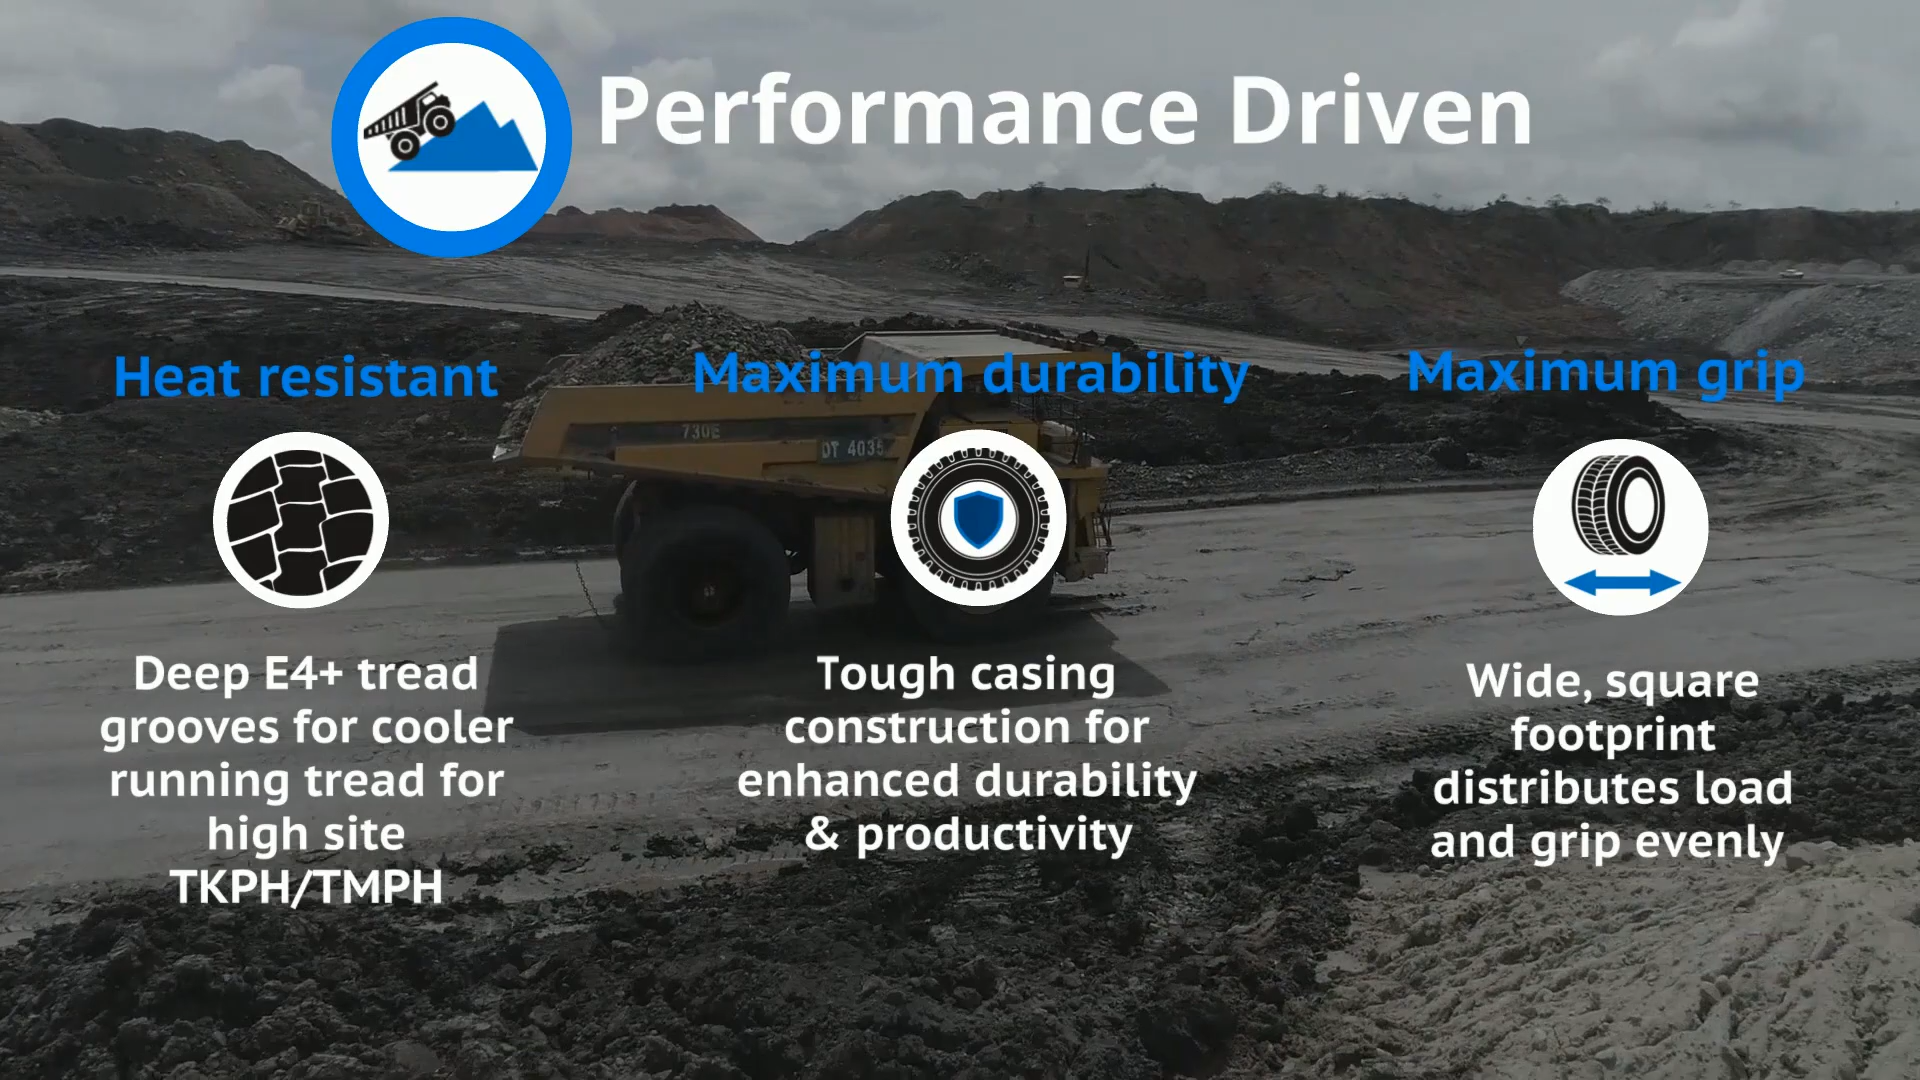 Performance Driven
Heat resistant
Deep E4+ tread
grooves for cooler
running tread for
high site
TKPH/TMPH
Maximum durability
730E
DT 4035
Tough casing
construction for
enhanced durability
& productivity
Maximum grip
Wide, square
footprint
distributes load
and grip evenly